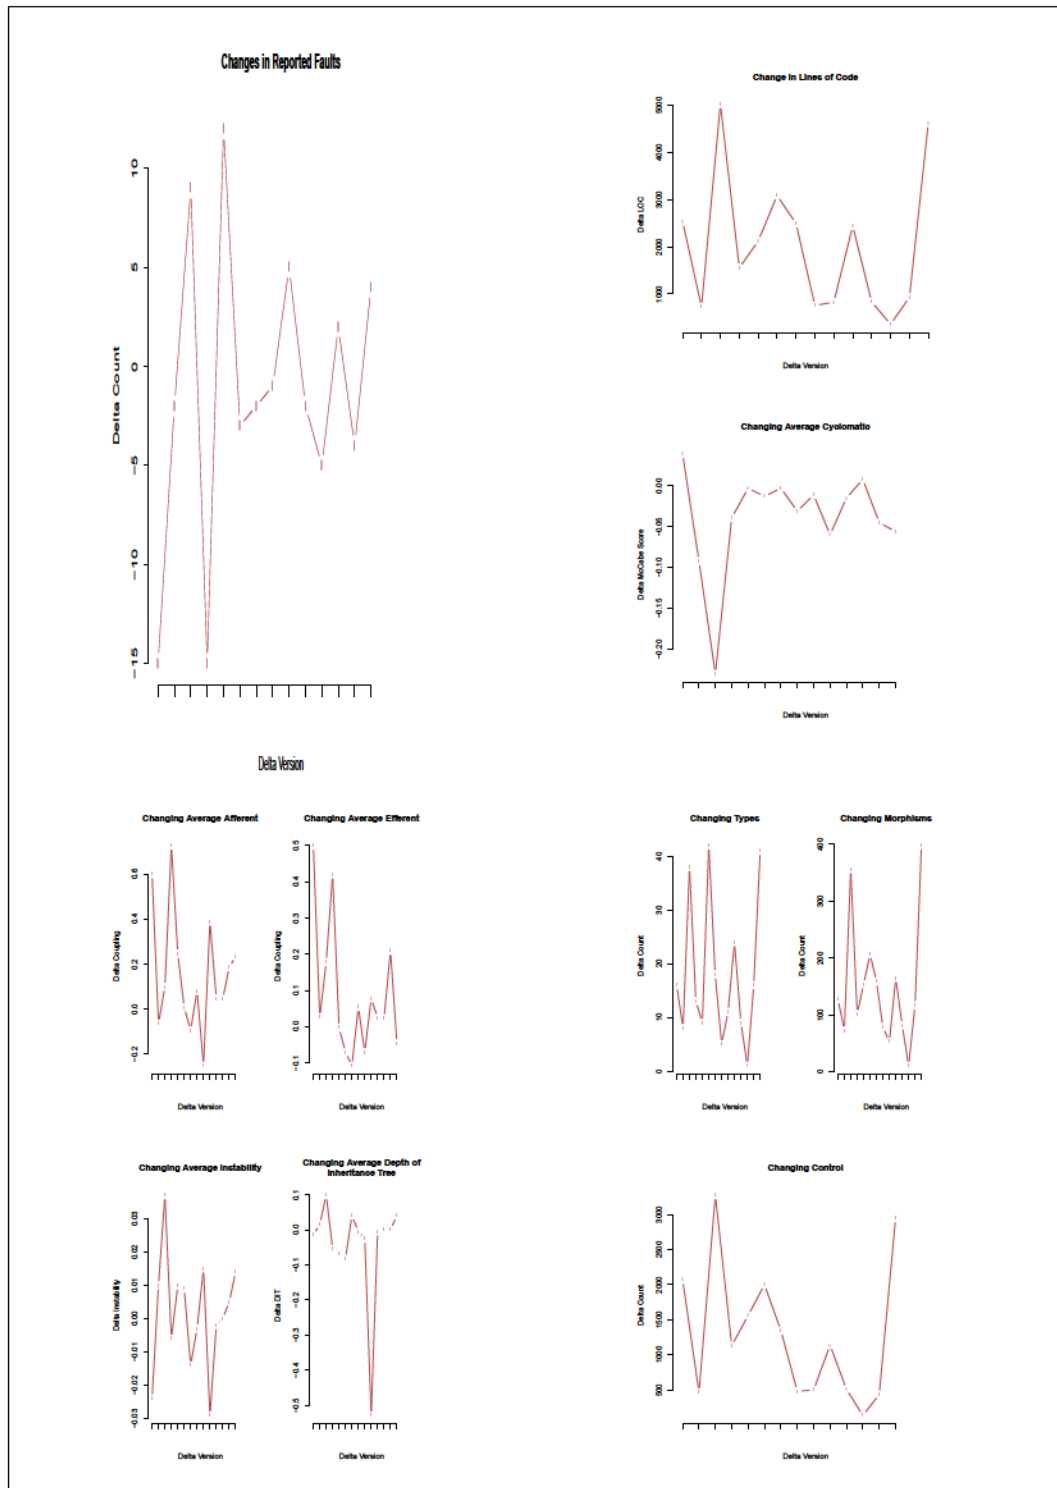 Changes in Reported Faults
10
5
0
−5
−10
−15
Delta Count
Delta Version
Change in Lines of Code
5000
4000
3000
2000
1000
Delta LOC
Delta Version
Changing Average Cyclomatic
0.00
−0.05
−0.10
−0.15
−0.20
Delta McCabe Score
Delta Version
Changing Average Afferent
0.6
0.4
0.2
0.0
−0.2
Delta Coupling
Delta Version
Changing Average Efferent
0.5
0.4
0.3
0.2
0.1
0.0
−0.1
Delta Coupling
Delta Version
Changing Types
40
30
20
10
0
Delta Count
Delta Version
Changing Morphisms
400
300
200
100
0
Delta Count
Delta Version
Changing Average Instability
0.03
0.02
0.01
0.00
−0.01
−0.02
−0.03
Delta Instability
Delta Version
Changing Average Depth of
Inheritance Tree
0.1
0.0
−0.1
−0.2
−0.3
−0.4
−0.5
Delta DIT
Delta Version
Changing Control
3000
2500
2000
1500
1000
500
Delta Count
Delta Version